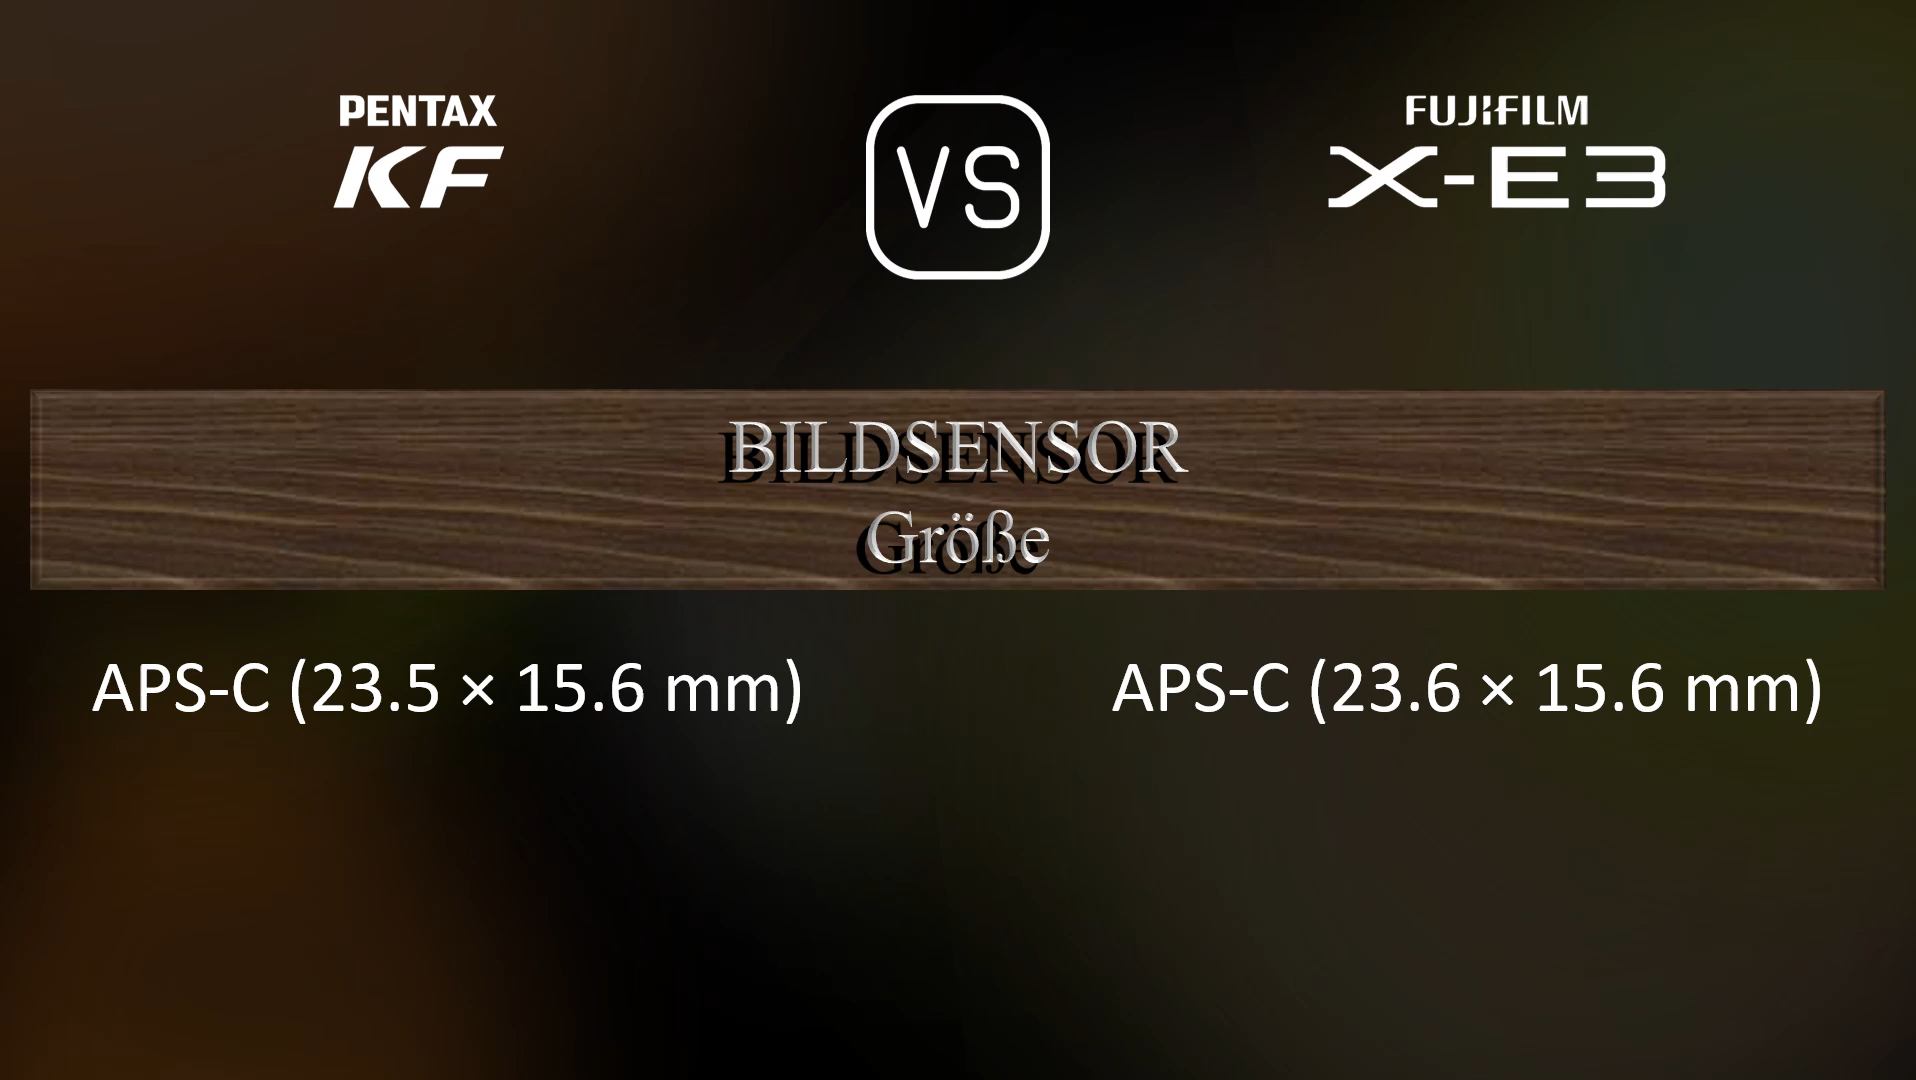 PENTAX
KF
VS
FUJIFILM
X-E3
BILDSENSOR
Größe
APS-C (23.5 × 15.6 mm)
APS-C (23.6 × 15.6 mm)